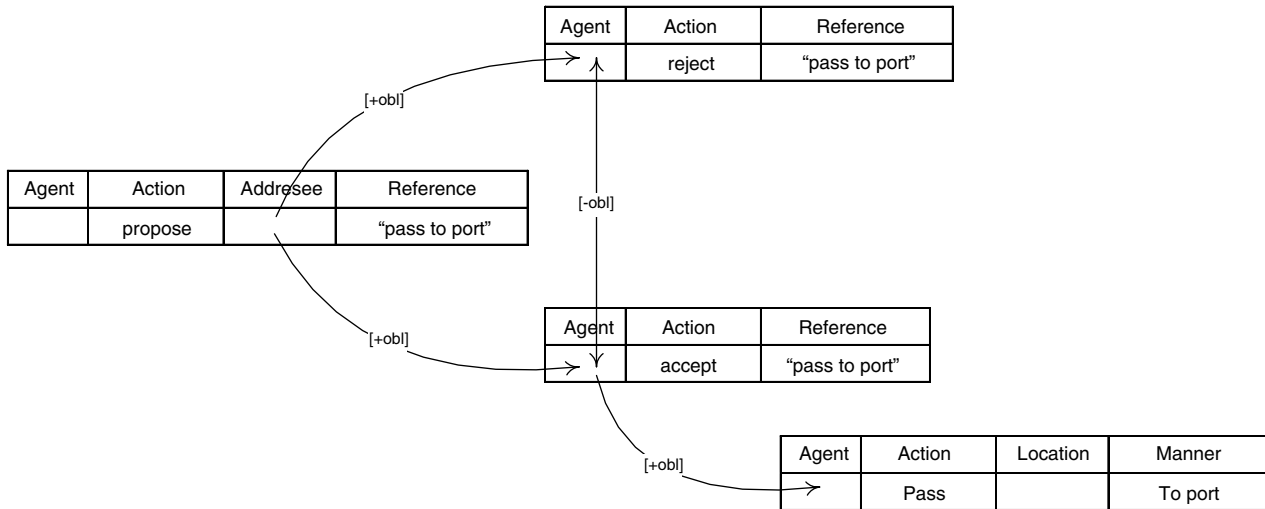 Agent Action Reference
reject “pass to port”
[+obl]
Agent Action Addresee Reference
propose “pass to port”
[-obl]
[+obl]
Agent Action Reference
accept “pass to port”
[+obl]
Agent Action Location Manner
Pass To port